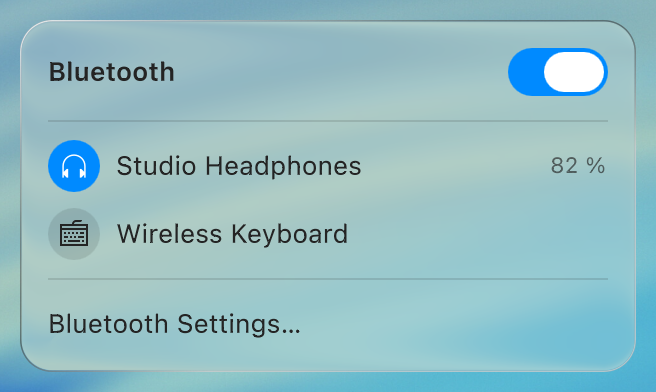 Bluetooth
Studio Headphones 82 %
Wireless Keyboard
Bluetooth Settings...